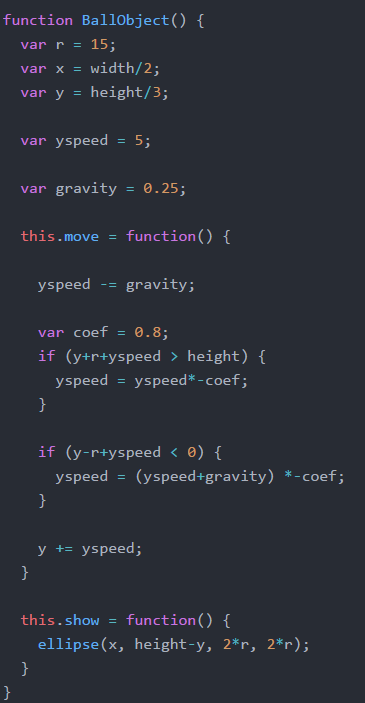 function BallObject() {
  var r = 15;
  var x = width/2;
  var y = height/3;

  var yspeed = 5;

  var gravity = 0.25;

  this.move = function() {

    yspeed -= gravity;

    var coef = 0.8;
    if (y+r+yspeed > height) {
      yspeed = yspeed*-coef;
    }

    if (y-r+yspeed < 0) {
      yspeed = (yspeed+gravity) *-coef;
    }

    y += yspeed;
  }

  this.show = function() {
    ellipse(x, height-y, 2*r, 2*r);
  }
}